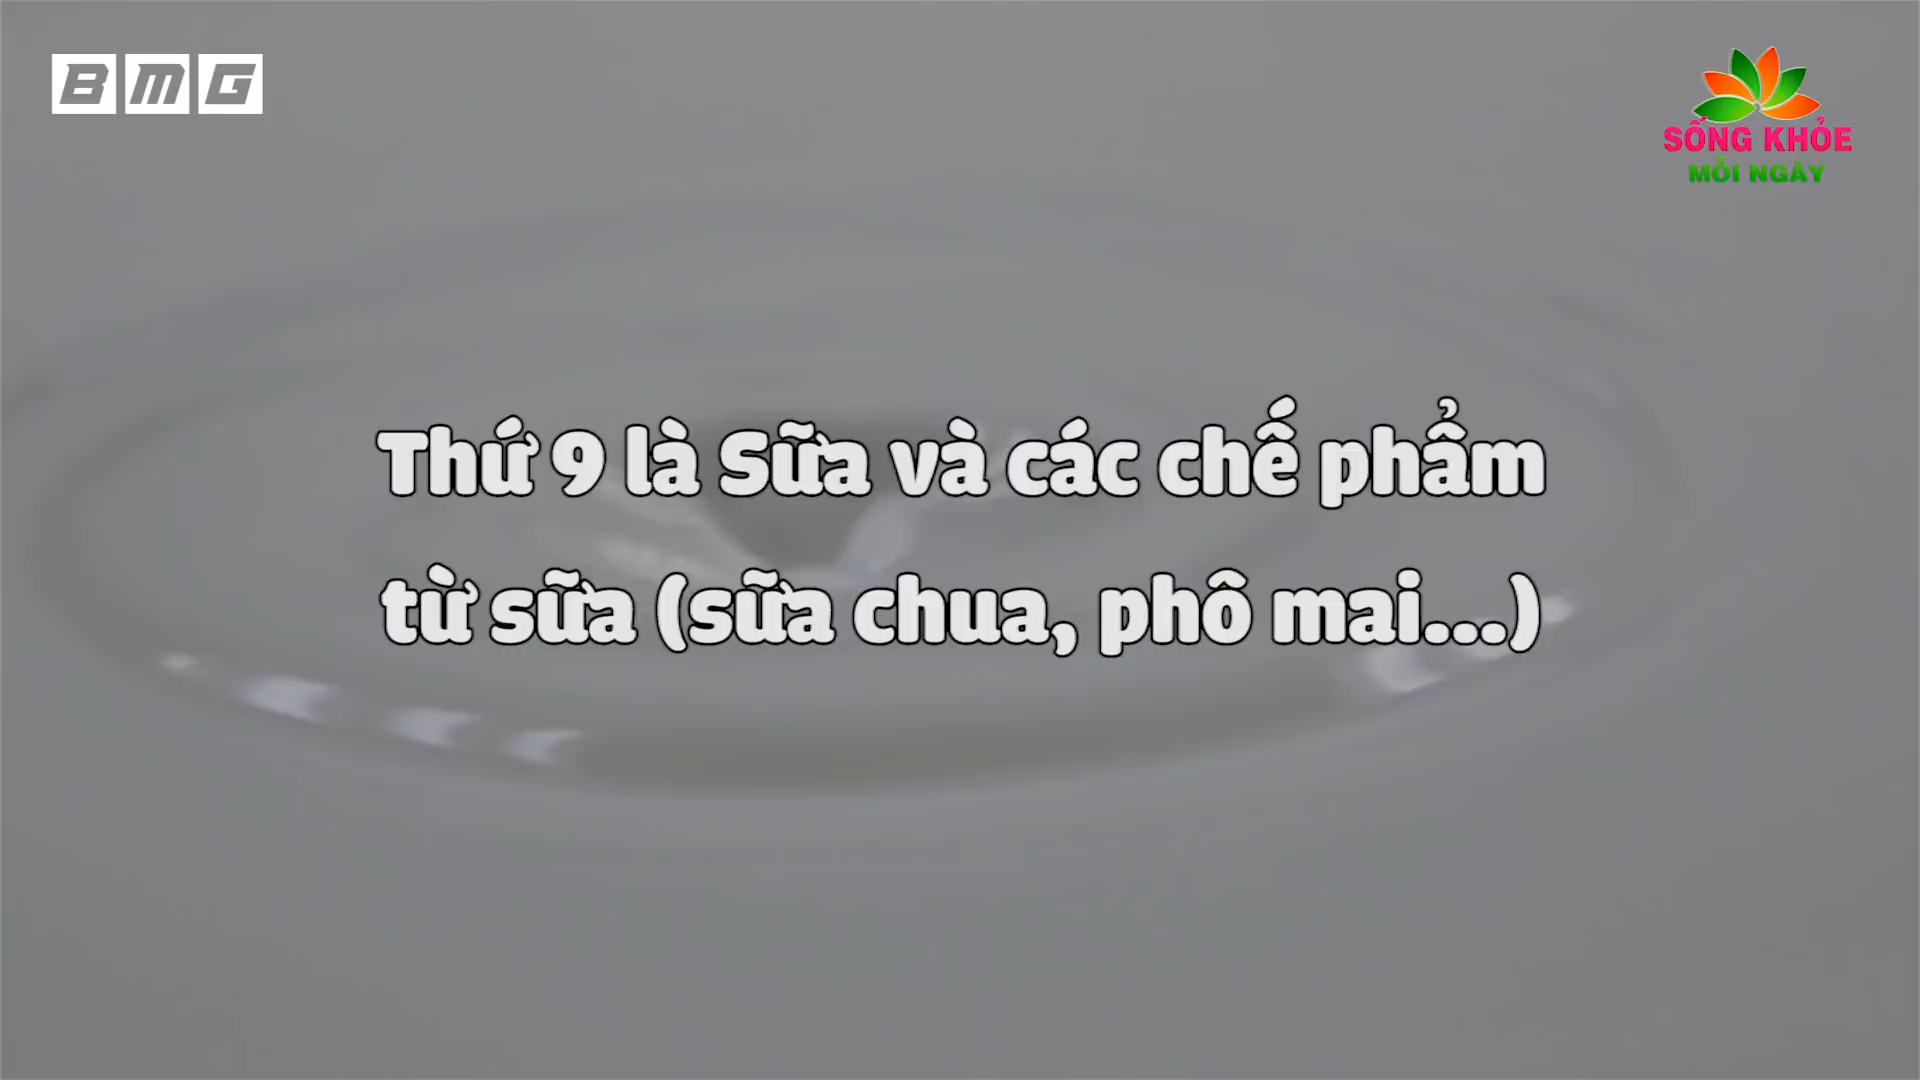 BMG
SỐNG KHỎE
MỖI NGÀY
Thứ 9 là Sữa và các chế phẩm
từ sữa (sữa chua, phô mai...)